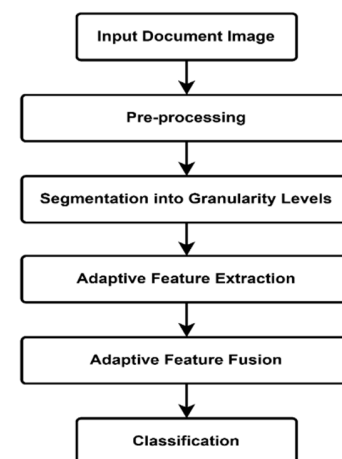 Input Document Image
Pre-processing
Segmentation into Granularity Levels
Adaptive Feature Extraction
Adaptive Feature Fusion
Classification